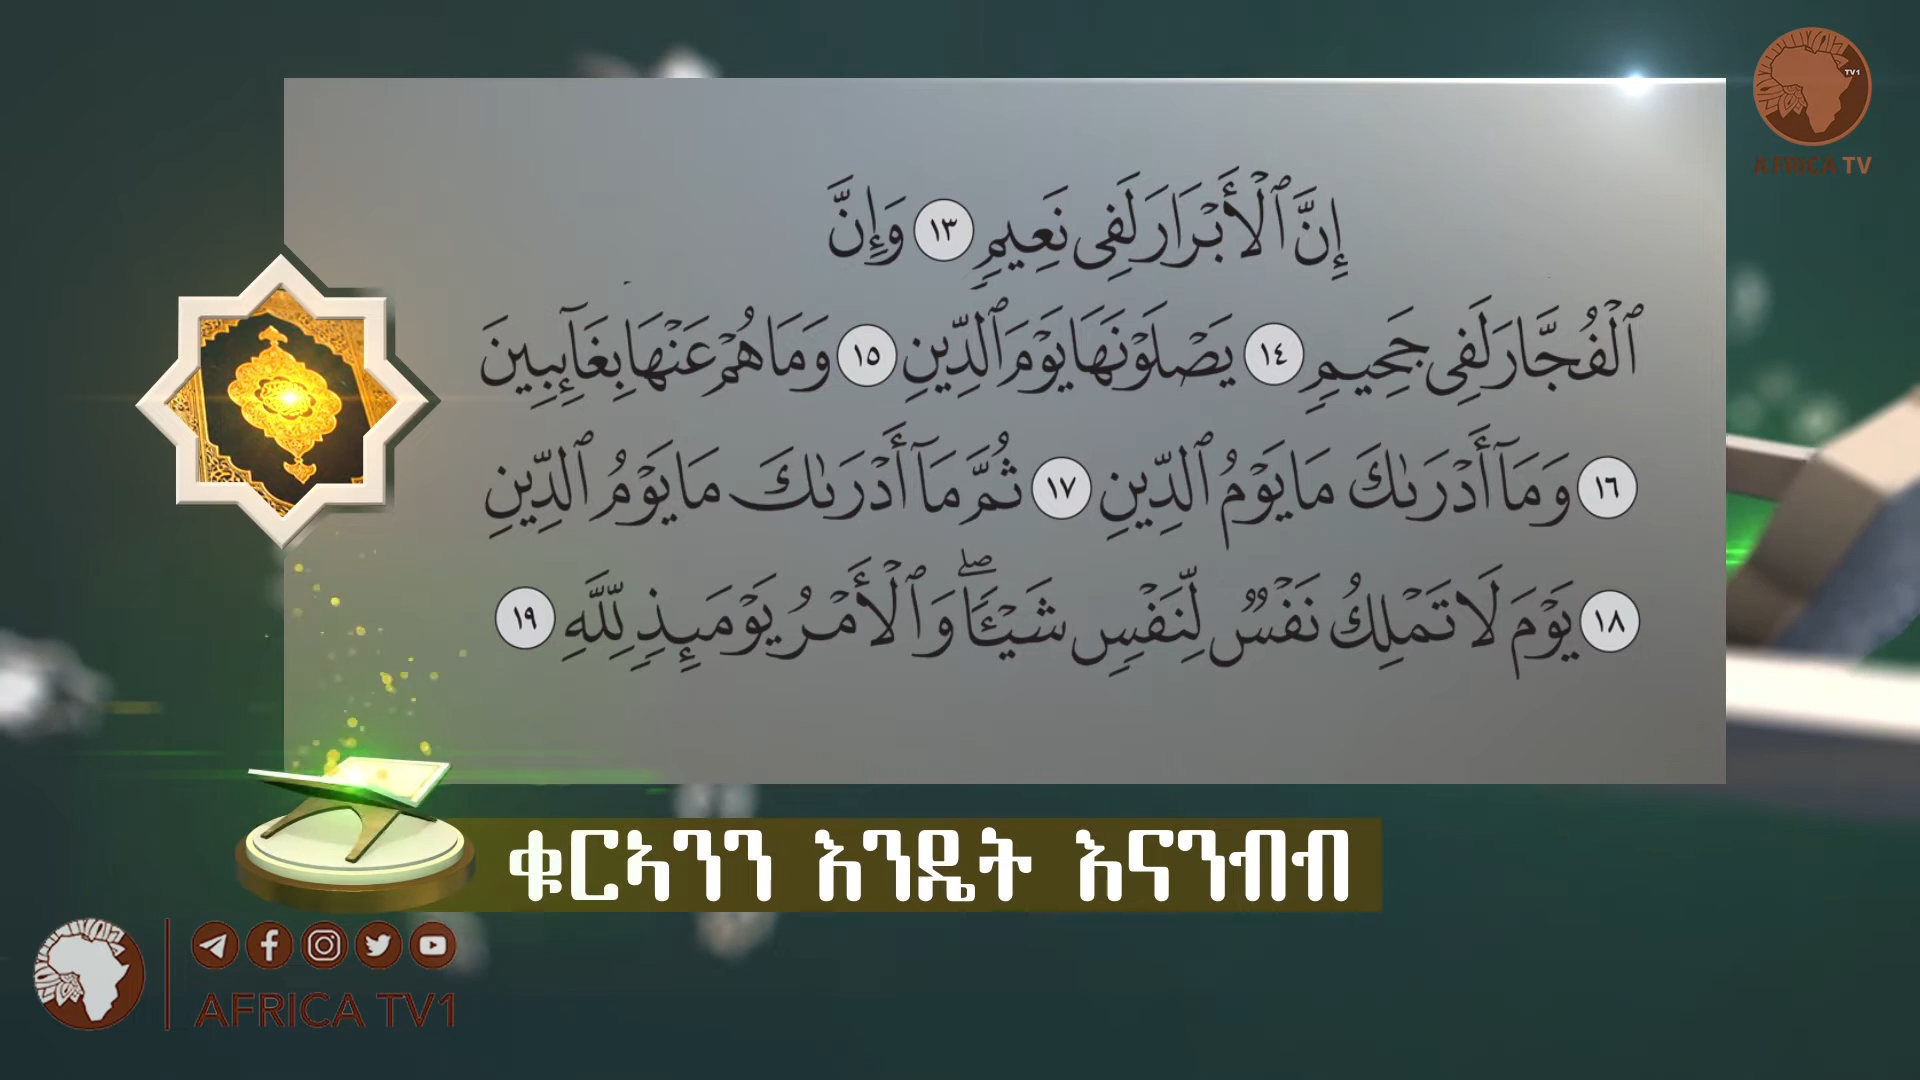 TV1
AFRICA TV
إِنَّ ٱلْأَبْرَارَ لَفِى نَعِيمٍ ١٣ وَإِنَّ
ٱلْفُجَّارَ لَفِى جَحِيمٍ ١٤ يَصْلَوْنَهَا يَوْمَ ٱلدِّينِ ١٥ وَمَا هُمْ عَنْهَا بِغَآئِبِينَ
١٦ وَمَآ أَدْرَىٰكَ مَا يَوْمُ ٱلدِّينِ ١٧ ثُمَّ مَآ أَدْرَىٰكَ مَا يَوْمُ ٱلدِّينِ
١٨ يَوْمَ لَا تَمْلِكُ نَفْسٌ لِّنَفْسٍ شَيْـًٔا ۖ وَٱلْأَمْرُ يَوْمَئِذٍ لِّلَّهِ ١٩
ቁርኣንን እንዴት እናንብብ
AFRICA TV1